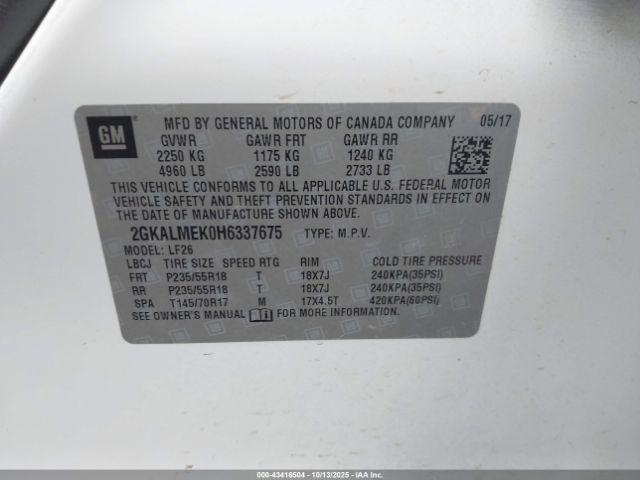 GM
MFD BY GENERAL MOTORS OF CANADA COMPANY 05/17
GVWR GAWR FRT GAWR RR
2250 KG 1175 KG 1240 KG
4960 LB 2590 LB 2733 LB
THIS VEHICLE CONFORMS TO ALL APPLICABLE U.S. FEDERAL MOTOR
VEHICLE SAFETY AND THEFT PREVENTION STANDARDS IN EFFECT ON
THE DATE OF MANUFACTURE SHOWN ABOVE.
2GKALMEK0H6337675 TYPE: M.P.V.
MODEL: LF26
LBCJ TIRE SIZE SPEED RTG RIM COLD TIRE PRESSURE
FRT P235/55R18 T 18X7J 240KPA(35PSI)
RR P235/55R18 T 18X7J 240KPA(35PSI)
SPA T145/70R17 M 17X4.5T 420KPA(60PSI)
SEE OWNER'S MANUAL FOR MORE INFORMATION.
000-43416504 - 10/13/2025 - IAA Inc.